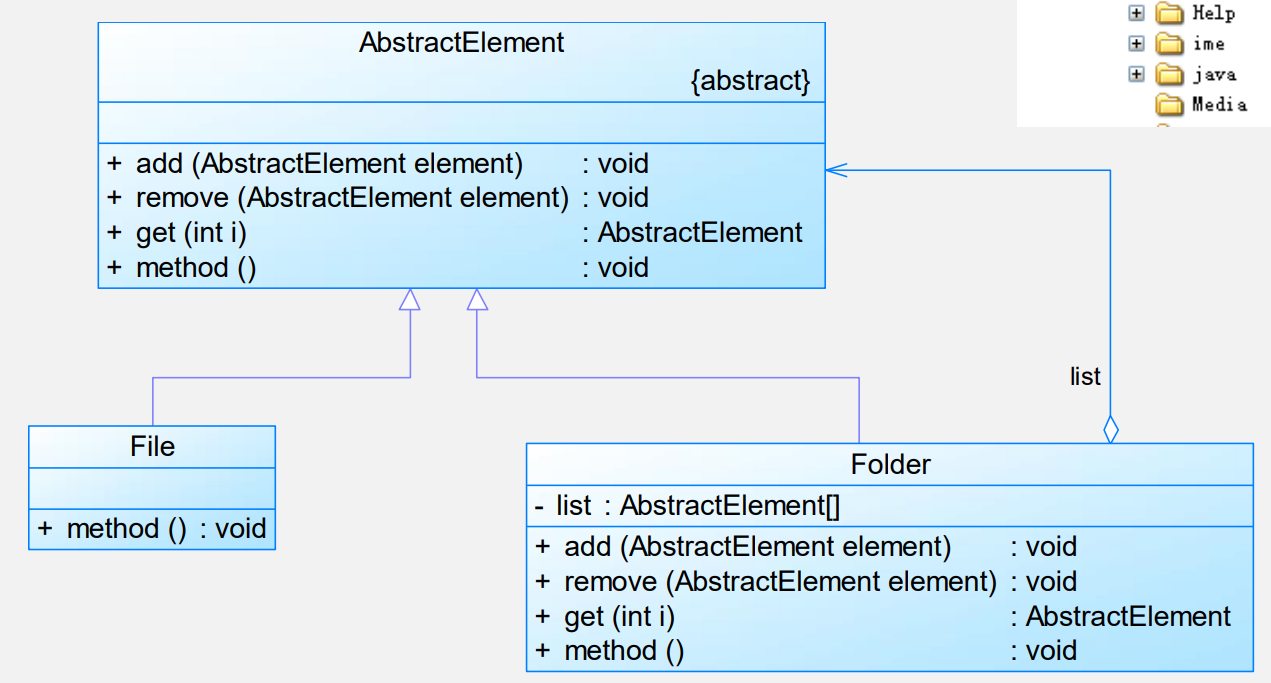 AbstractElement
{abstract}
+ add (AbstractElement element) : void
+ remove (AbstractElement element) : void
+ get (int i) : AbstractElement
+ method () : void
Help
ime
java
Media
list
File
+ method () : void
Folder
- list : AbstractElement[]
+ add (AbstractElement element) : void
+ remove (AbstractElement element) : void
+ get (int i) : AbstractElement
+ method () : void